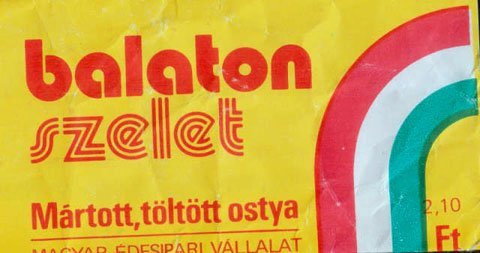 balaton
szelet
Mártott, töltött ostya
MAGYAR ÉDESIPARI VÁLLALAT
2,10
Ft